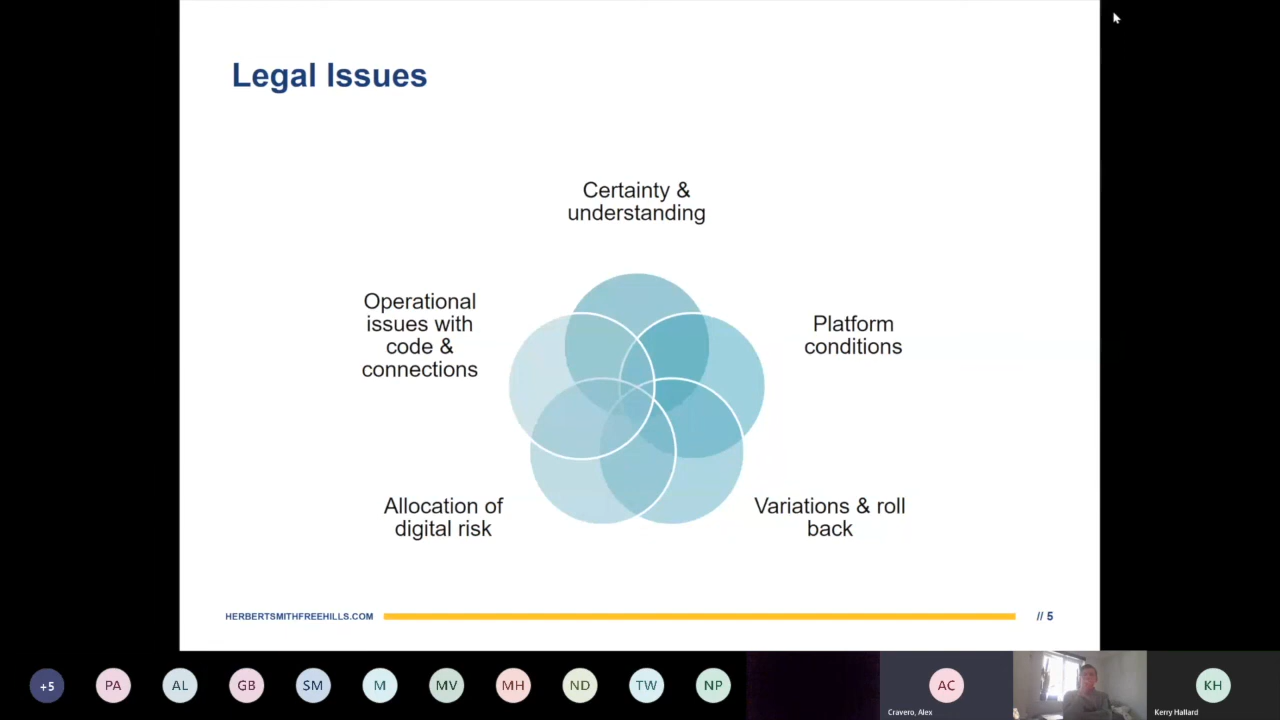 Legal Issues
Certainty &
understanding
Operational
issues with
code &
connections
Platform
conditions
Allocation of
digital risk
Variations & roll
back
HERBERTSMITHFREEHILLS.COM
// 5
+5
PA
AL
GB
SM
M
MV
MH
ND
TW
NP
AC
KH
Cravero, Alex
Kerry Hallard